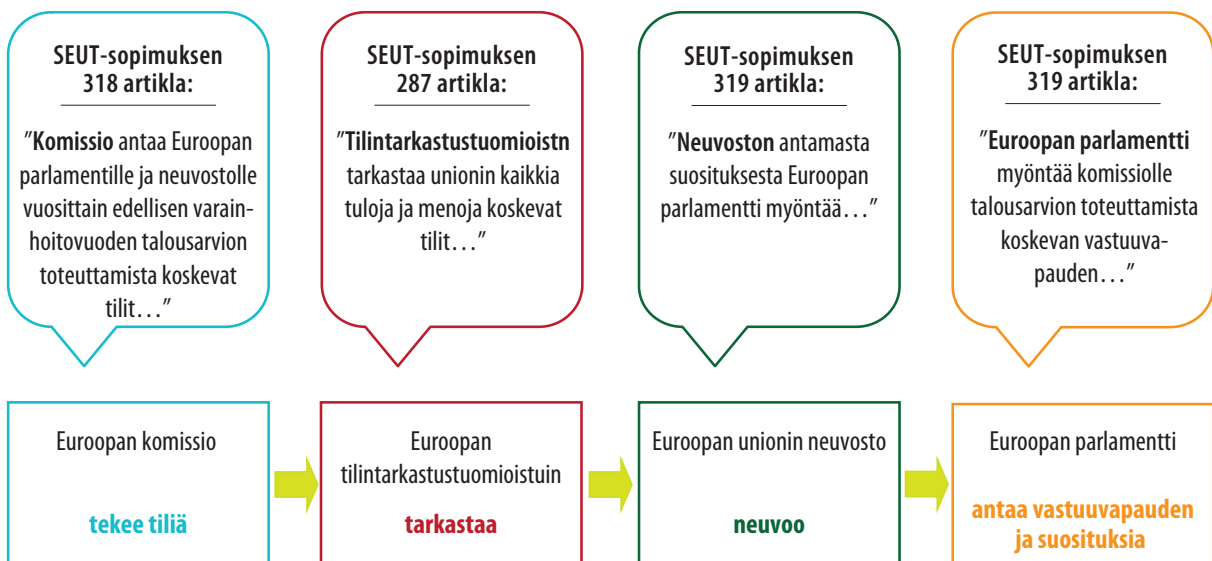 SEUT-sopimuksen
318 artikla:
"Komissio antaa Euroopan
parlamentille ja neuvostolle
vuosittain edellisen varain-
hoitovuoden talousarvion
toteuttamista koskevat
tilit..."
SEUT-sopimuksen
287 artikla:
"Tilintarkastustuomioistn
tarkastaa unionin kaikkia
tuloja ja menoja koskevat
tilit..."
SEUT-sopimuksen
319 artikla:
"Neuvoston antamasta
suosituksesta Euroopan
parlamentti myöntää..."
SEUT-sopimuksen
319 artikla:
"Euroopan parlamentti
myöntää komissiolle
talousarvion toteuttamista
koskevan vastuuva-
pauden..."
Euroopan komissio
tekee tiliä
Euroopan
tilintarkastustuomioistuin
tarkastaa
Euroopan unionin neuvosto
neuvoo
Euroopan parlamentti
antaa vastuuvapauden
ja suosituksia